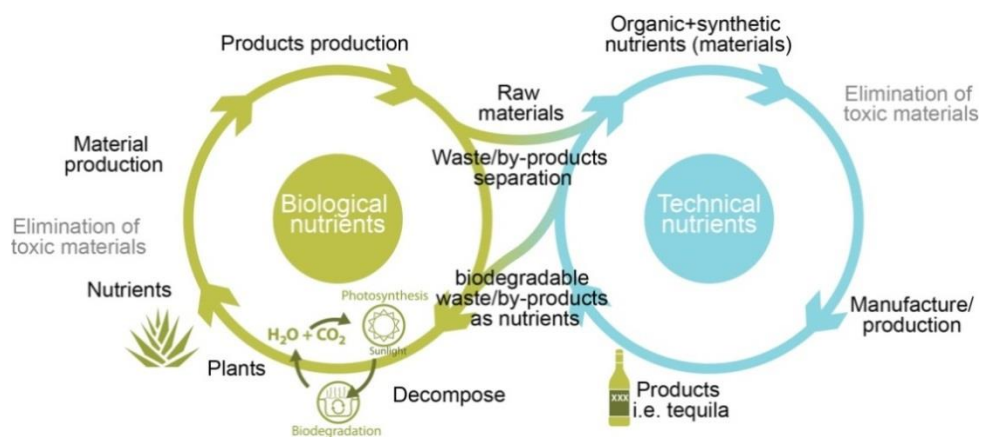 Products production
Organic+synthetic
nutrients (materials)
Raw
materials
Elimination of
toxic materials
Material
production
Waste/by-products
separation
Biological
nutrients
Technical
nutrients
Elimination of
toxic materials
Nutrients
biodegradable
waste/by-products
as nutrients
Photosynthesis
H₂O + CO₂
Sunlight
Manufacture/
production
Plants
Decompose
Biodegradation
XXX
Products
i.e. tequila